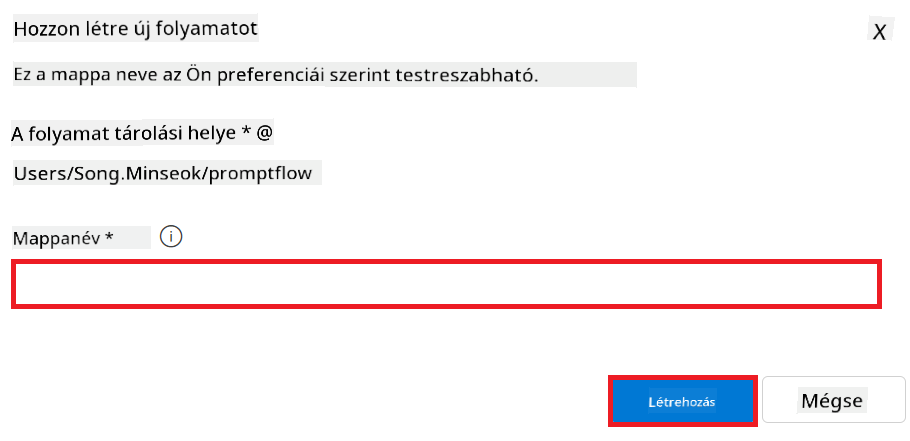 Hozzon létre új folyamatot
X
Ez a mappa neve az Ön preferenciái szerint testreszabható.
A folyamat tárolási helye * @
Users/Song.Minseok/promptflow
Mappanév * i
Létrehozás
Mégse